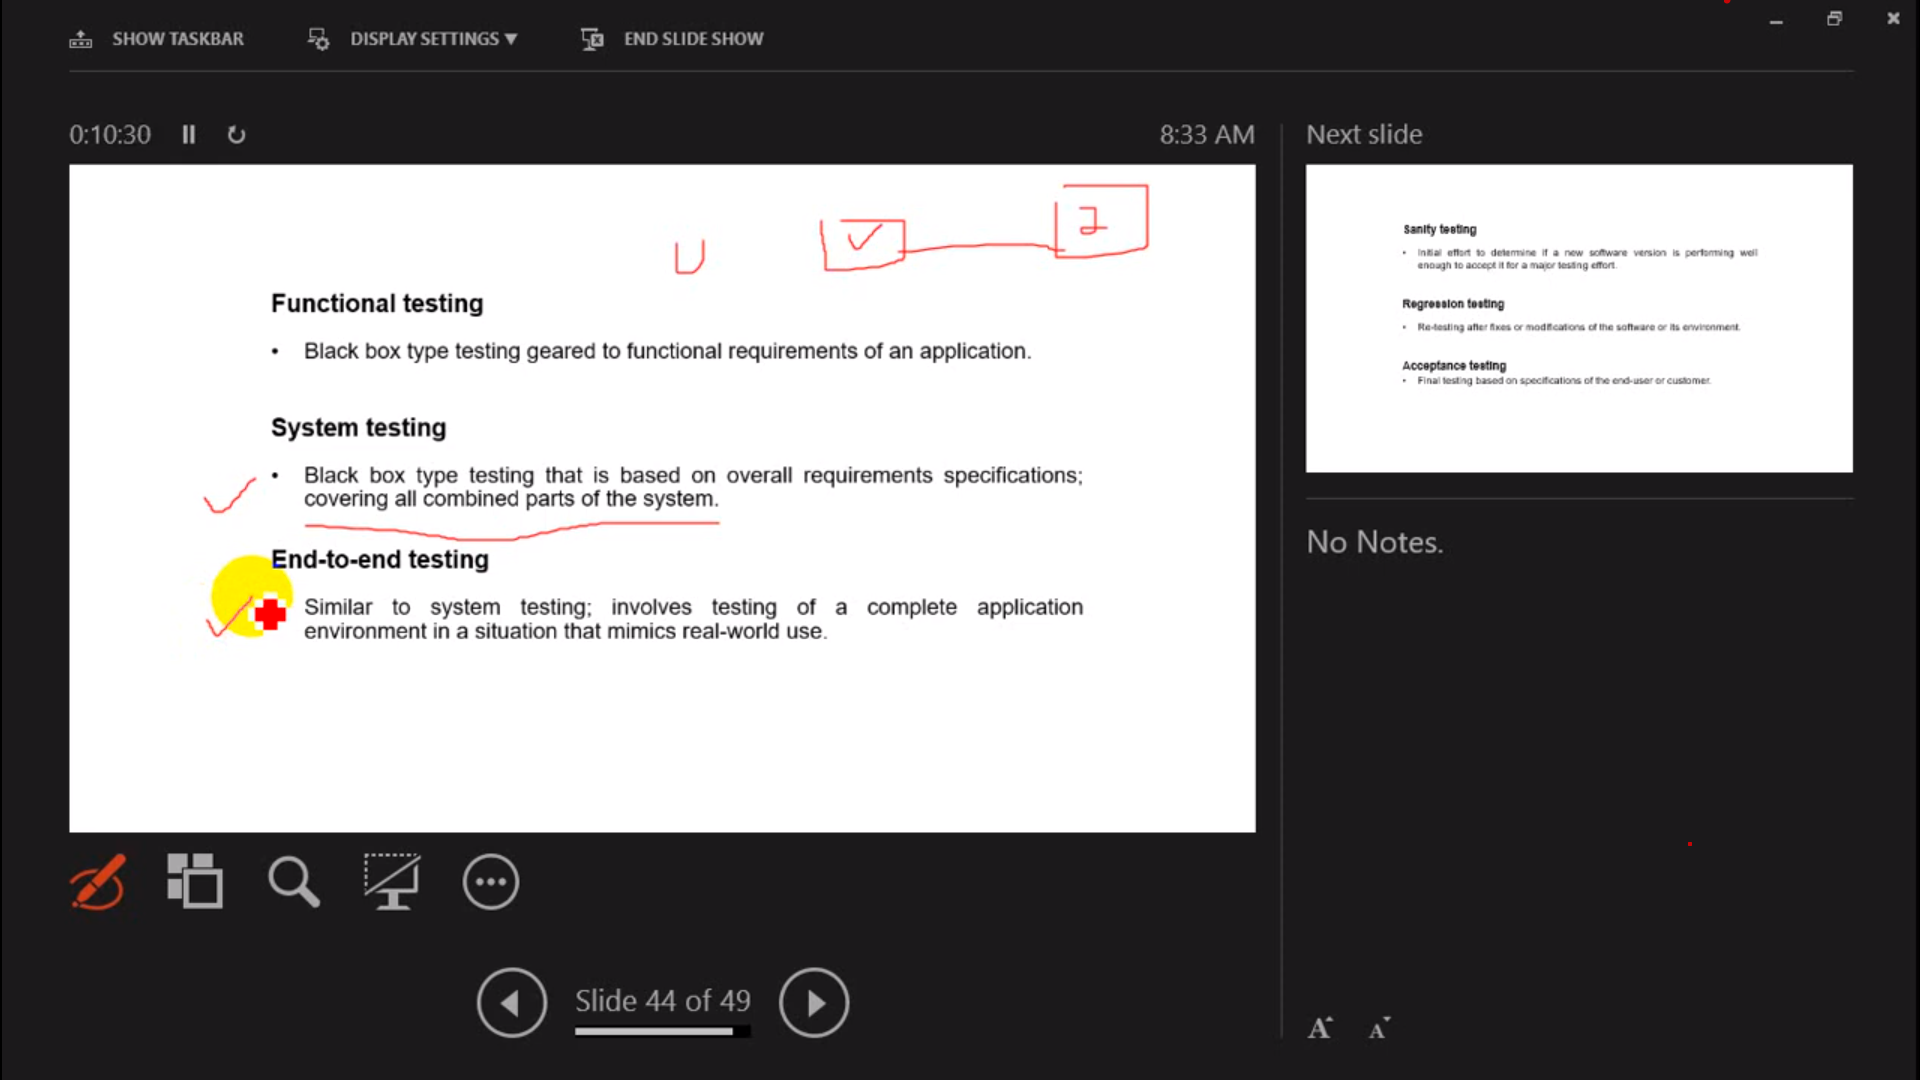 SHOW TASKBAR
DISPLAY SETTINGS ▼
END SLIDE SHOW
0:10:30
8:33 AM
Next slide
U
2
Functional testing
• Black box type testing geared to functional requirements of an application.
System testing
• Black box type testing that is based on overall requirements specifications;
covering all combined parts of the system.
End-to-end testing
Similar to system testing; involves testing of a complete application
environment in a situation that mimics real-world use.
Sanity testing
• Initial effort to determine if a new software version is performing well
enough to accept it for a major testing effort.
Regression testing
• Re-testing after fixes or modifications of the software or its environment.
Acceptance testing
• Final testing based on specifications of the end-user or customer.
No Notes.
Slide 44 of 49
A A